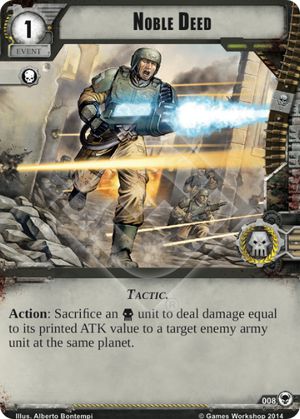 1
NOBLE DEED
EVENT
TACTIC.
Action: Sacrifice an unit to deal damage equal
to its printed ATK value to a target enemy army
unit at the same planet.
008
Illus. Alberto Bontempi
© Games Workshop 2014